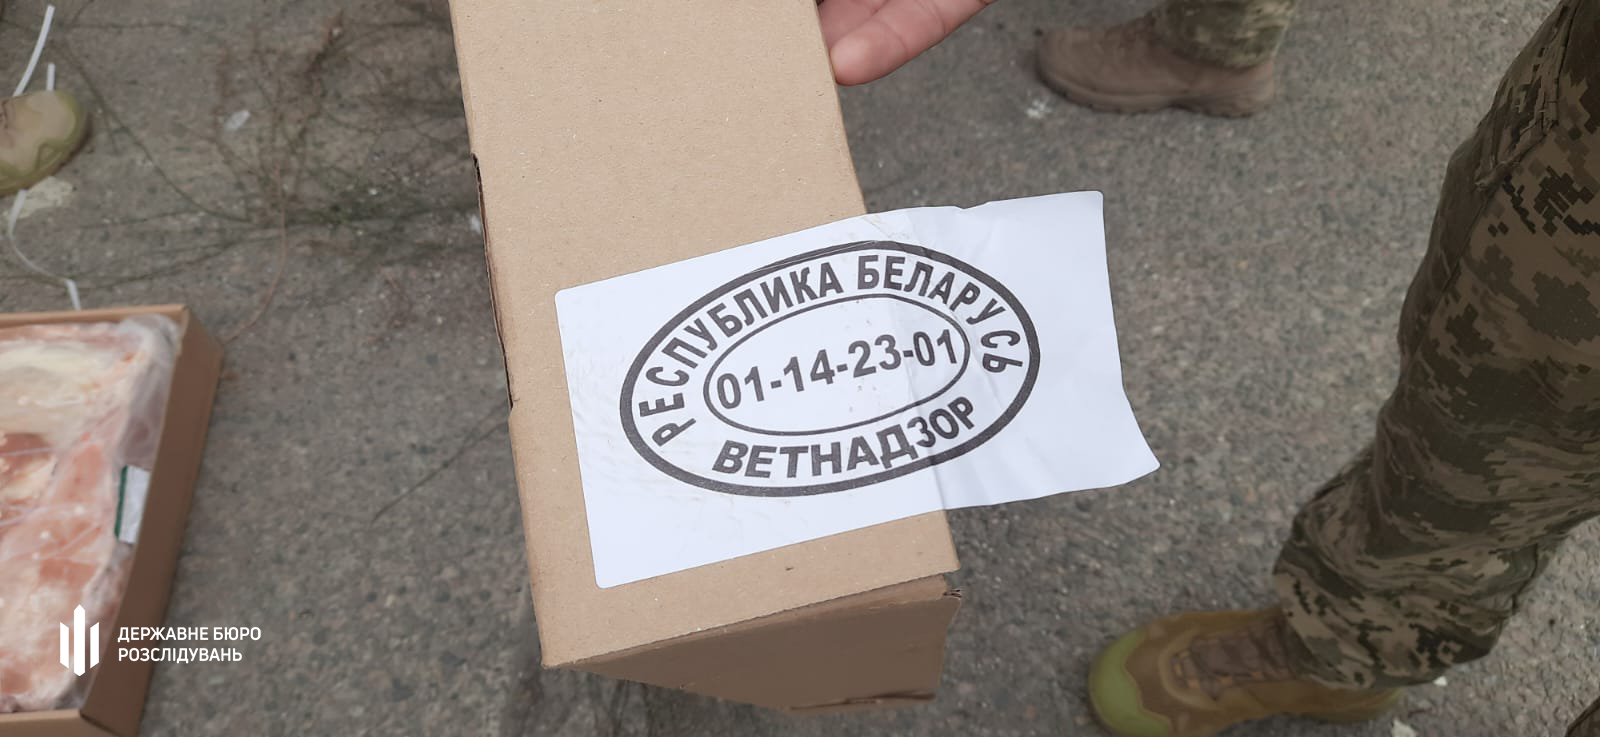 РЕСПУБЛИКА БЕЛАРУСЬ
01-14-23-01
ВЕТНАДЗОР
ДЕРЖАВНЕ БЮРО
РОЗСЛІДУВАНЬ